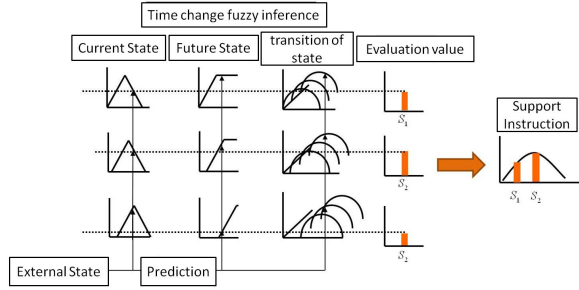 Time change fuzzy inference
Current State
Future State
transition of
state
Evaluation value
S1
S2
S2
Support
Instruction
S1 S2
External State
Prediction